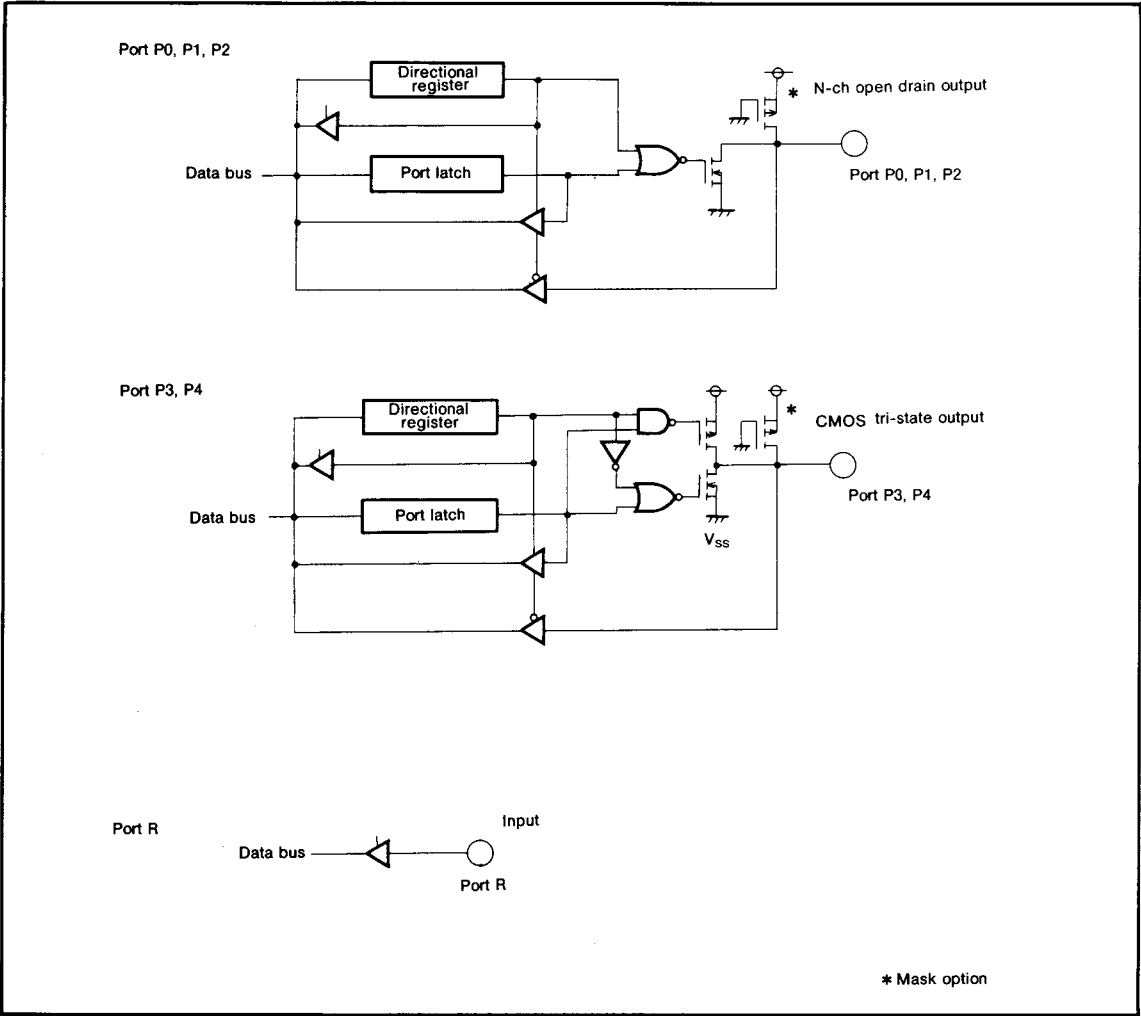 Port P0, P1, P2
Directional
register
* N-ch open drain output
Data bus
Port latch
Port P0, P1, P2
Port P3, P4
Directional
register
* CMOS tri-state output
Data bus
Port latch
Port P3, P4
VSS
Port R
Input
Data bus
Port R
* Mask option